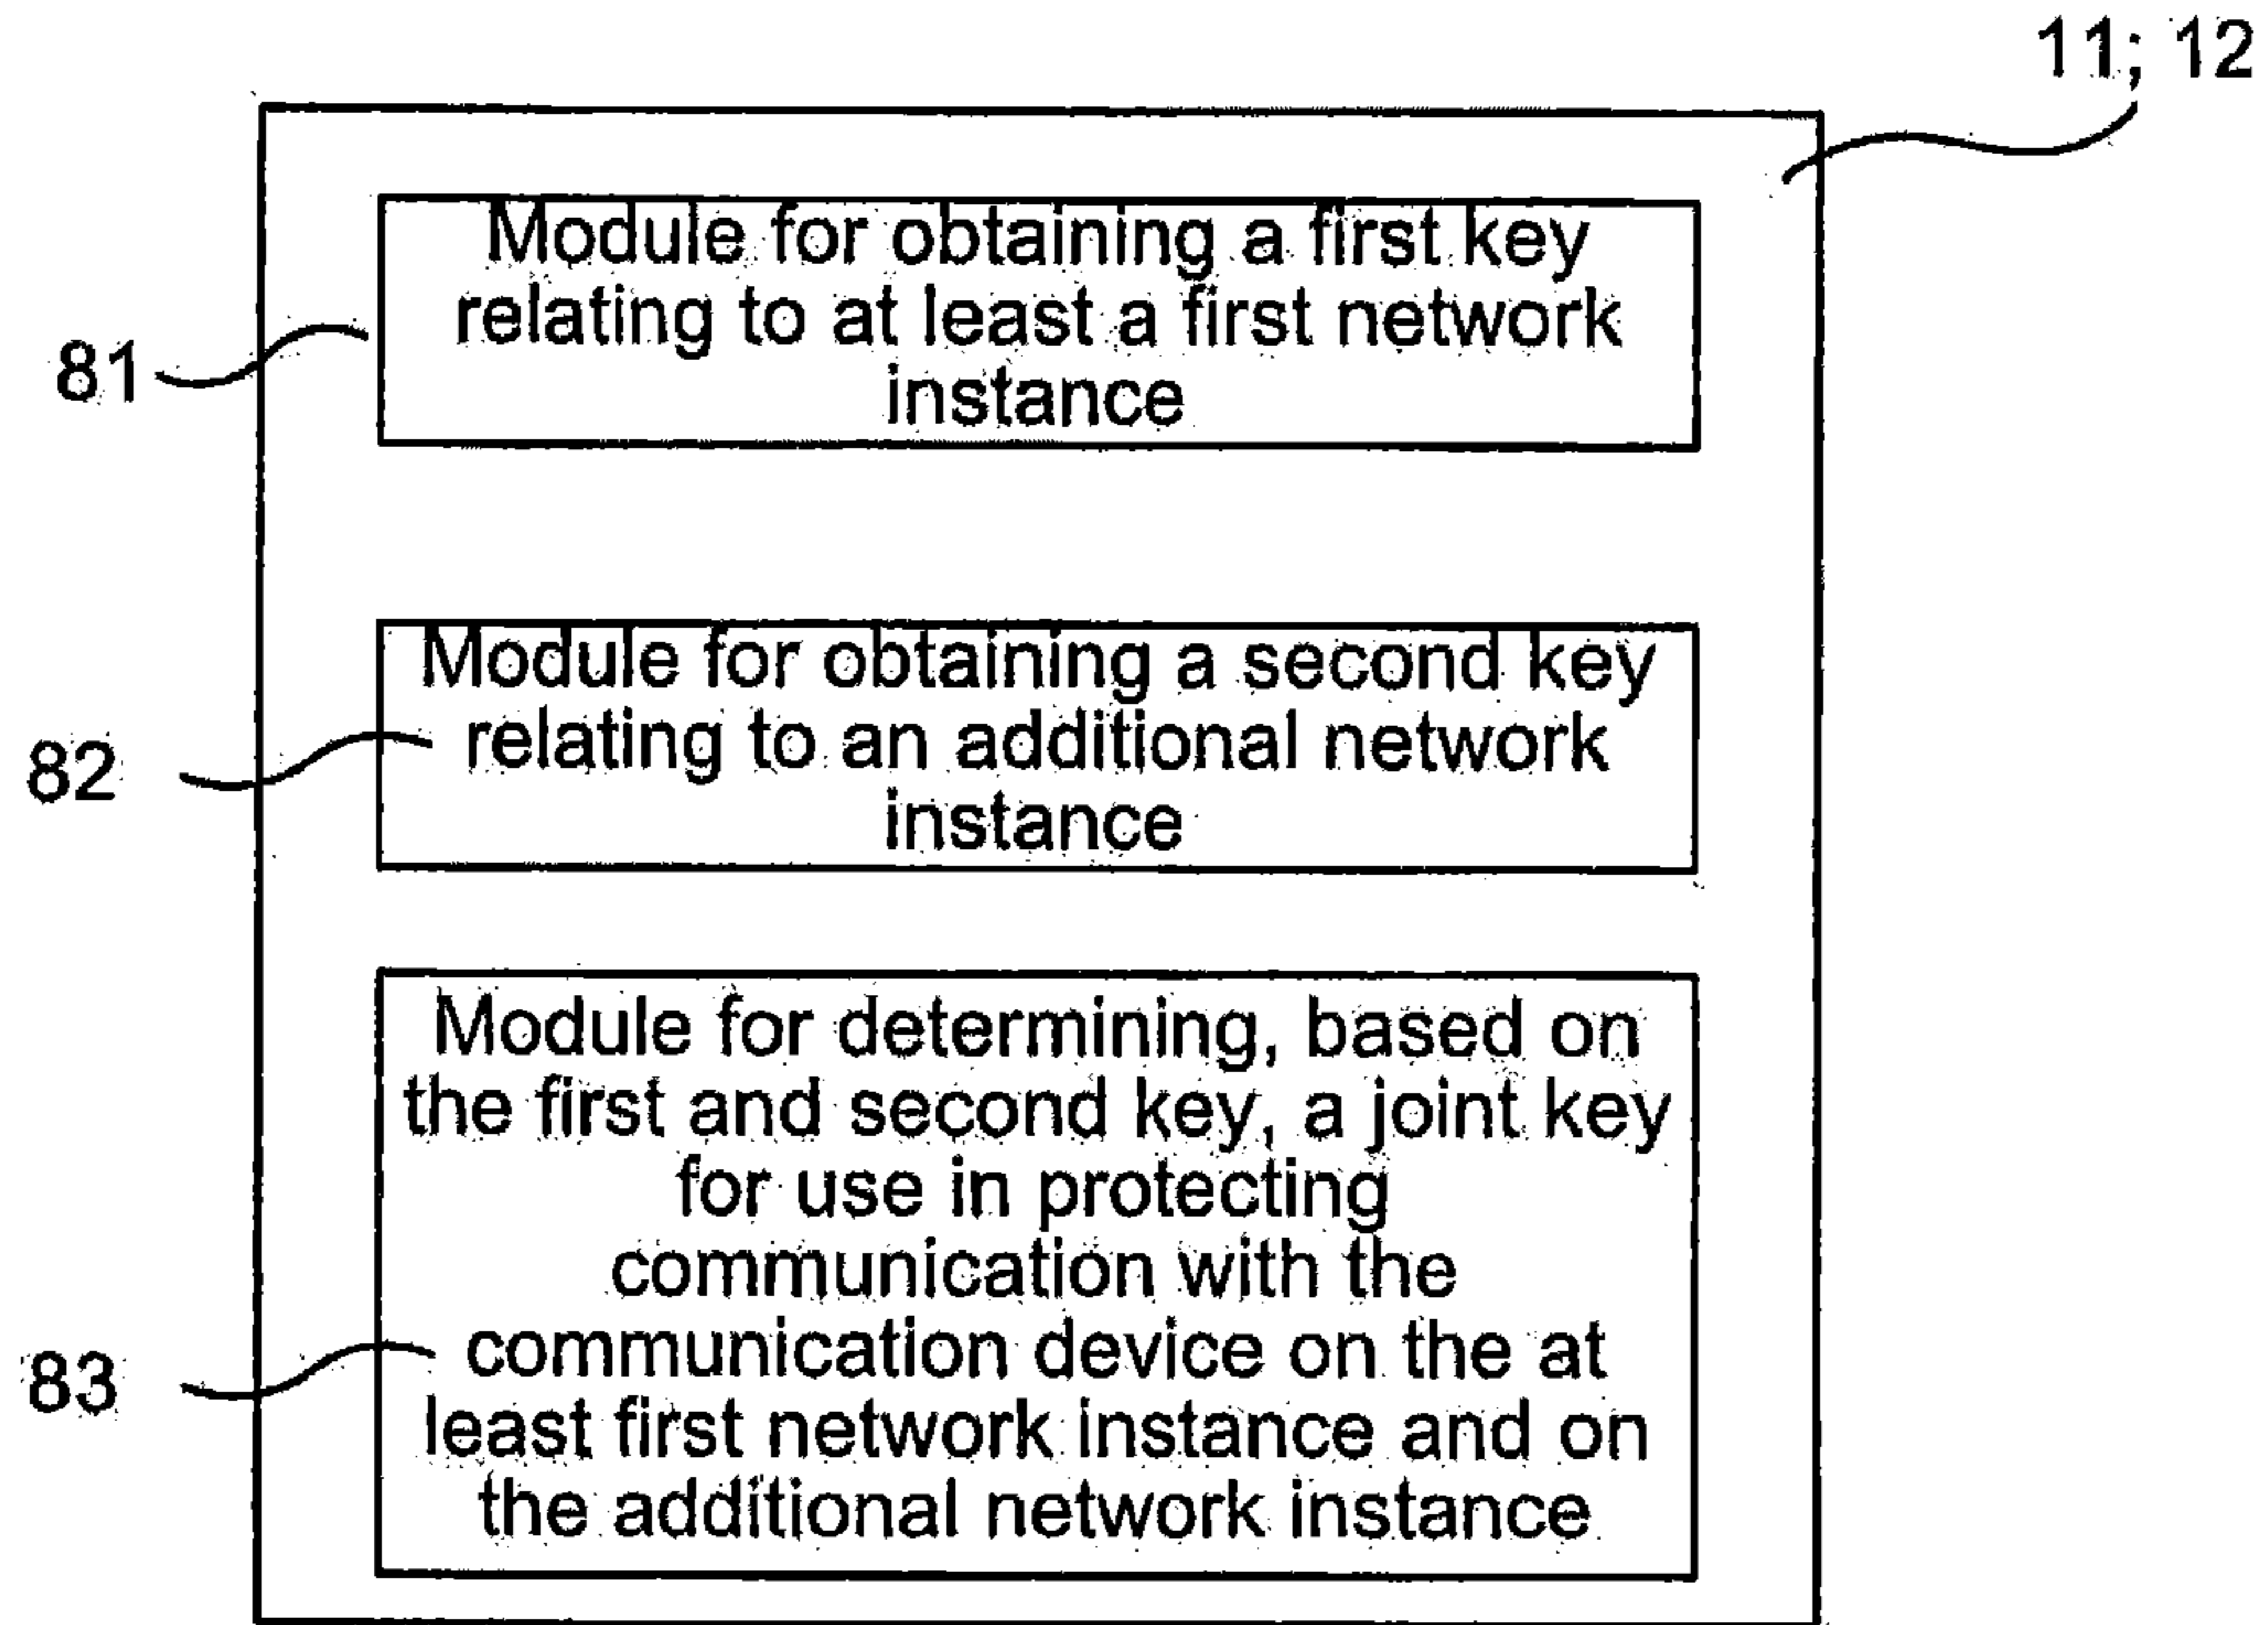 11; 12
Module for obtaining a first key
relating to at least a first network
instance
81
Module for obtaining a second key
relating to an additional network
instance
82
Module for determining, based on
the first and second key, a joint key
for use in protecting
communication with the
communication device on the at
least first network instance and on
the additional network instance
83